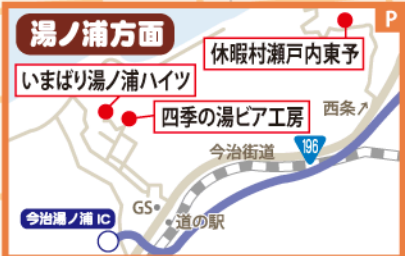 湯ノ浦方面
P
休暇村瀬戸内東予
いまばり湯ノ浦ハイツ
四季の湯ビア工房
西条↗
今治街道
196
GS
道の駅
今治湯ノ浦IC